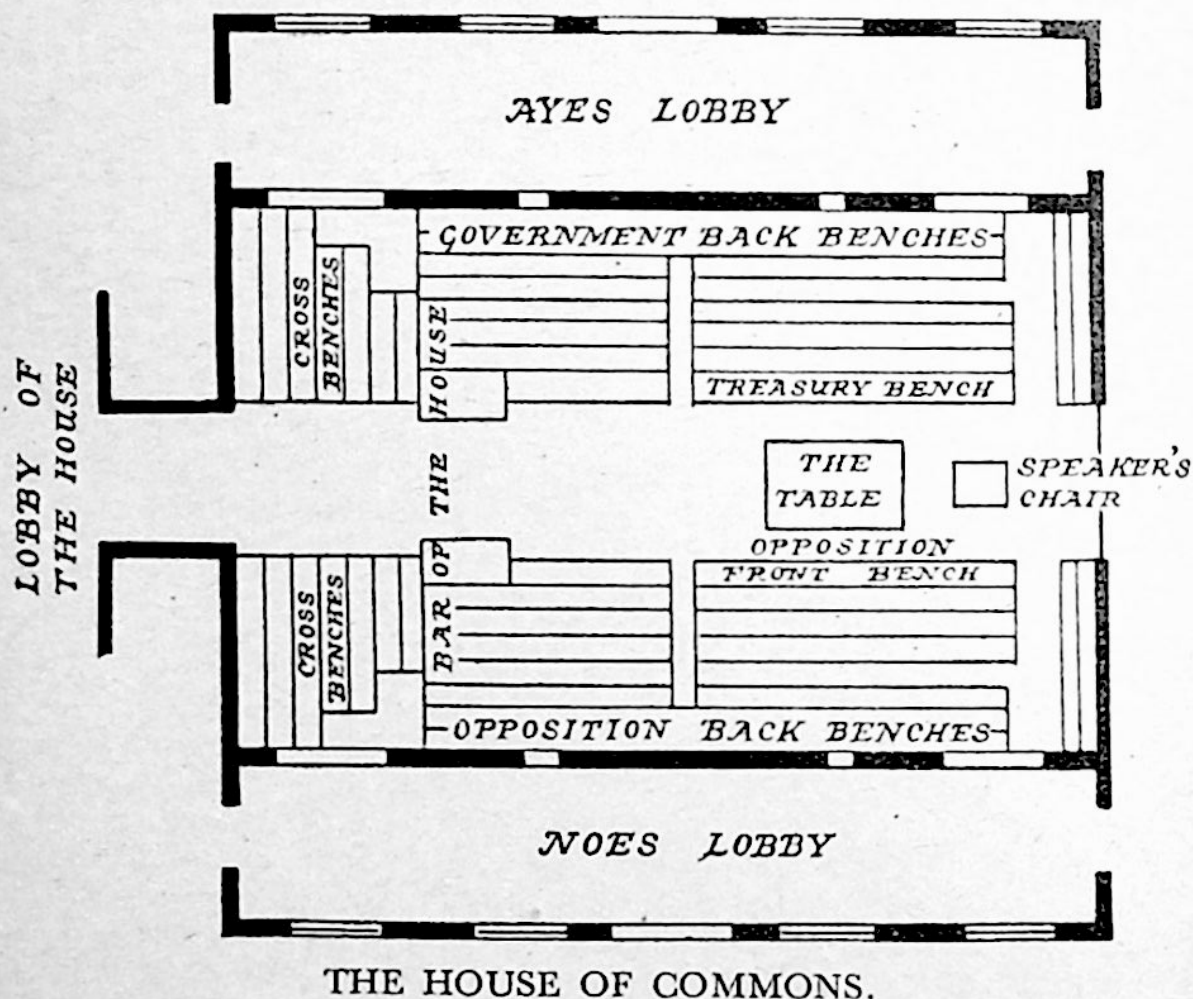 AYES LOBBY
GOVERNMENT BACK BENCHES
CROSS
BENCHES
TREASURY BENCH
LOBBY OF
THE HOUSE
BAR OF THE HOUSE
THE
TABLE
SPEAKER'S
CHAIR
OPPOSITION
FRONT BENCH
CROSS
BENCHES
OPPOSITION BACK BENCHES
NOES LOBBY
THE HOUSE OF COMMONS.